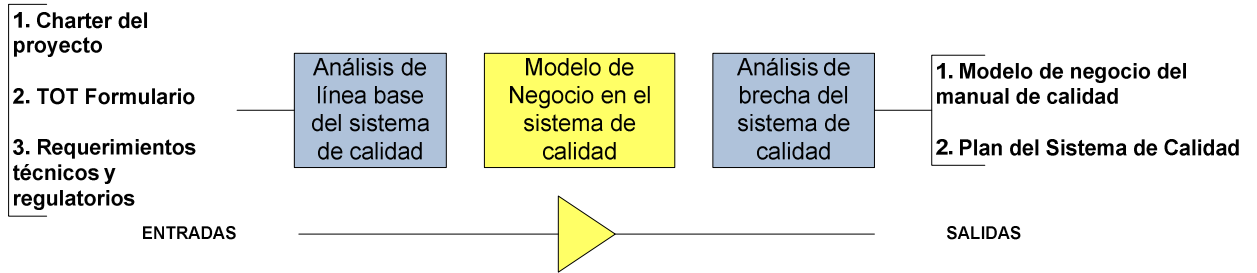 1. Charter del
proyecto
2. TOT Formulario
3. Requerimientos
técnicos y
regulatorios
Análisis de
línea base
del sistema
de calidad
Modelo de
Negocio en el
sistema de
calidad
Análisis de
brecha del
sistema de
calidad
1. Modelo de negocio del
manual de calidad
2. Plan del Sistema de Calidad
ENTRADAS
SALIDAS